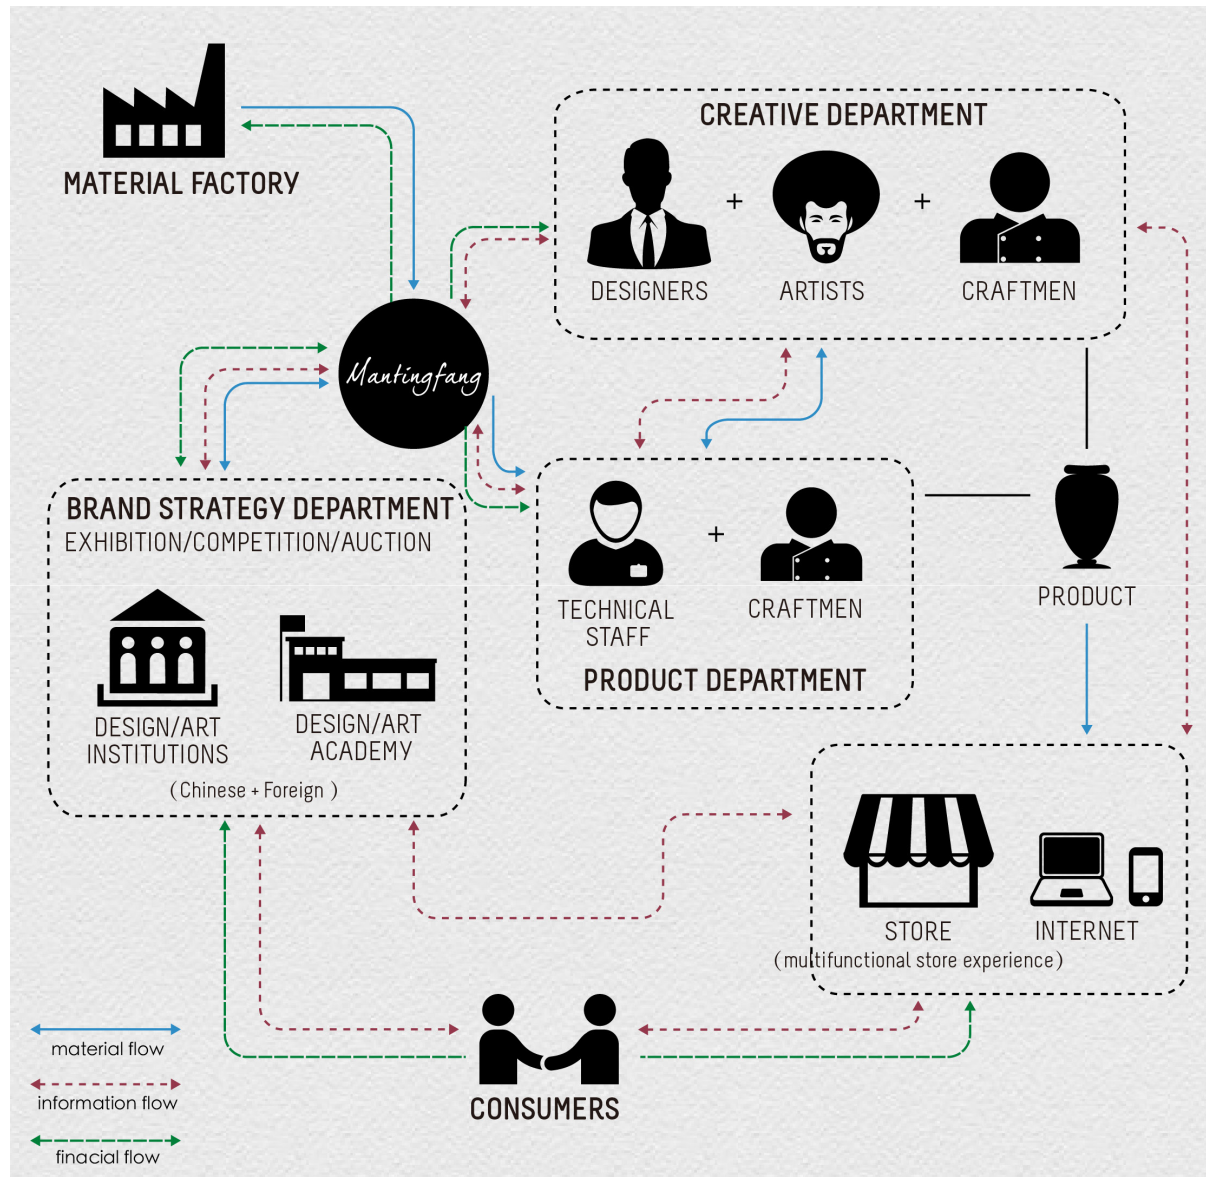 MATERIAL FACTORY
CREATIVE DEPARTMENT
+
+
DESIGNERS
ARTISTS
CRAFTMEN
Mantingfang
BRAND STRATEGY DEPARTMENT
EXHIBITION/COMPETITION/AUCTION
DESIGN/ART
INSTITUTIONS
DESIGN/ART
ACADEMY
(Chinese + Foreign)
+
TECHNICAL
STAFF
CRAFTMEN
PRODUCT DEPARTMENT
PRODUCT
STORE
INTERNET
(multifunctional store experience)
CONSUMERS
material flow
information flow
finacial flow